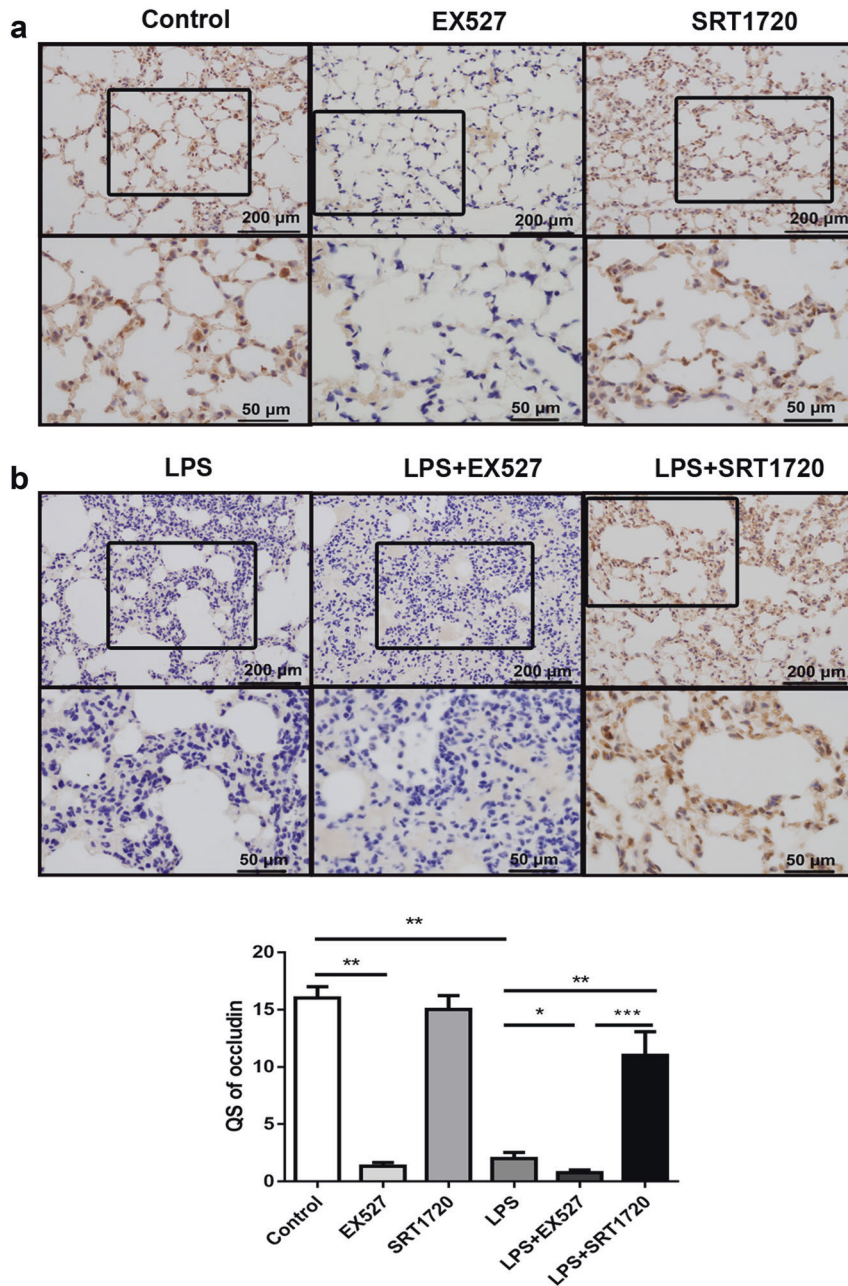 a
Control EX527 SRT1720
200 µm 200 µm 200 µm
50 µm 50 µm 50 µm
b
LPS LPS+EX527 LPS+SRT1720
200 µm 200 µm 200 µm
50 µm 50 µm 50 µm
**
** **
* ***
20
15
10
5
0
QS of occludin
Control EX527 SRT1720 LPS LPS+EX527 LPS+SRT1720